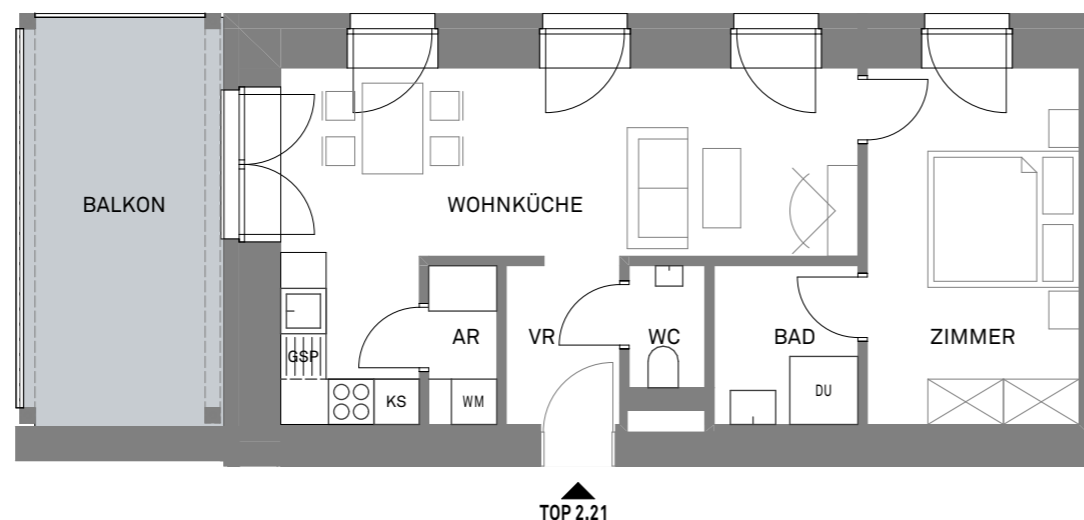 BALKON
WOHNKÜCHE
AR
VR
WC
BAD
ZIMMER
GSP
KS
WM
DU
TOP 2.21